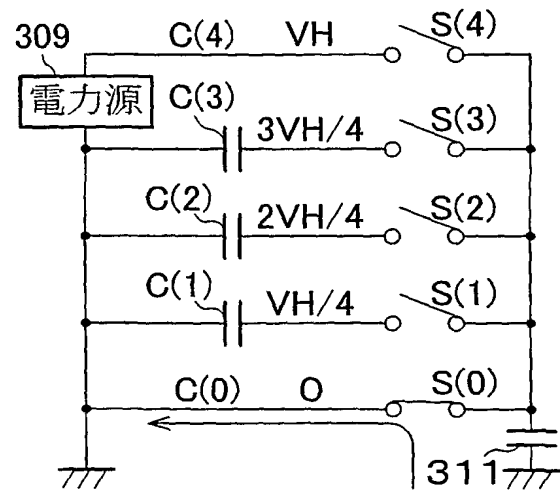 309
電力源
C(4) VH S(4)
C(3) 3VH/4 S(3)
C(2) 2VH/4 S(2)
C(1) VH/4 S(1)
C(0) O S(0)
311